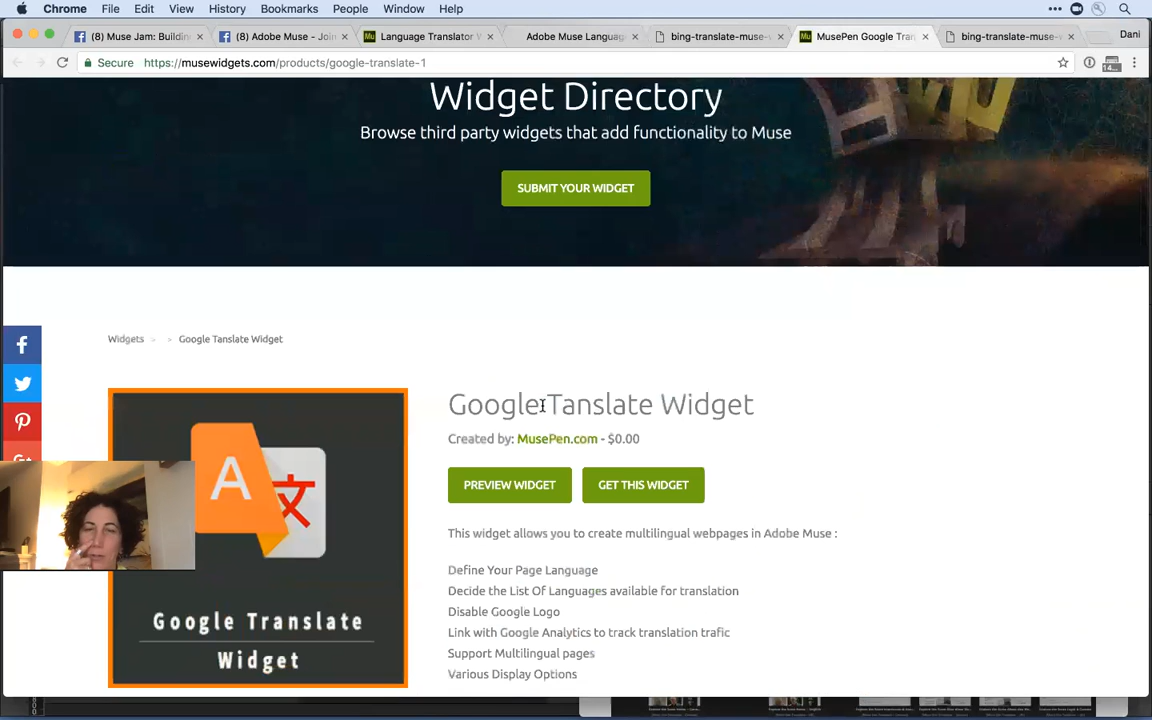 Chrome File Edit View History Bookmarks People Window Help
(8) Muse Jam: Buildin
(8) Adobe Muse - Join
Language Translator W
Adobe Muse Languag
bing-translate-muse-w
MusePen Google Tran
bing-translate-muse-w
Dani
Secure https://musewidgets.com/products/google-translate-1
Widget Directory
Browse third party widgets that add functionality to Muse
SUBMIT YOUR WIDGET
Widgets > > Google Tanslate Widget
Google Tanslate Widget
Created by: MusePen.com - $0.00
PREVIEW WIDGET GET THIS WIDGET
This widget allows you to create multilingual webpages in Adobe Muse :
Define Your Page Language
Decide the List Of Languages available for translation
Disable Google Logo
Link with Google Analytics to track translation trafic
Support Multilingual pages
Various Display Options
A 文
Google Translate
Widget